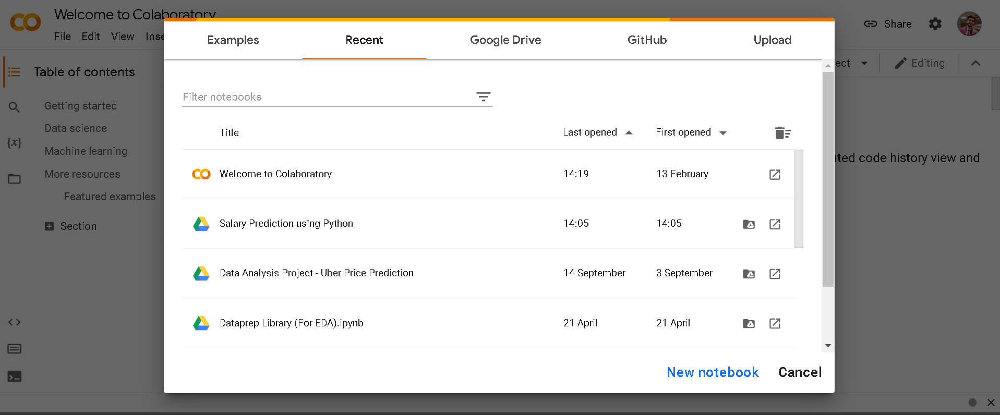 Welcome to Colaboratory
File Edit View
Share
Examples Recent Google Drive GitHub Upload
Table of contents
Editing
Filter notebooks
Getting started
Data science
Machine learning
More resources
Featured examples
Section
Title Last opened First opened
code history view and
Welcome to Colaboratory 14:19 13 February
Salary Prediction using Python 14:05 14:05
Data Analysis Project - Uber Price Prediction 14 September 3 September
Dataprep Library (For EDA).ipynb 21 April 21 April
New notebook Cancel